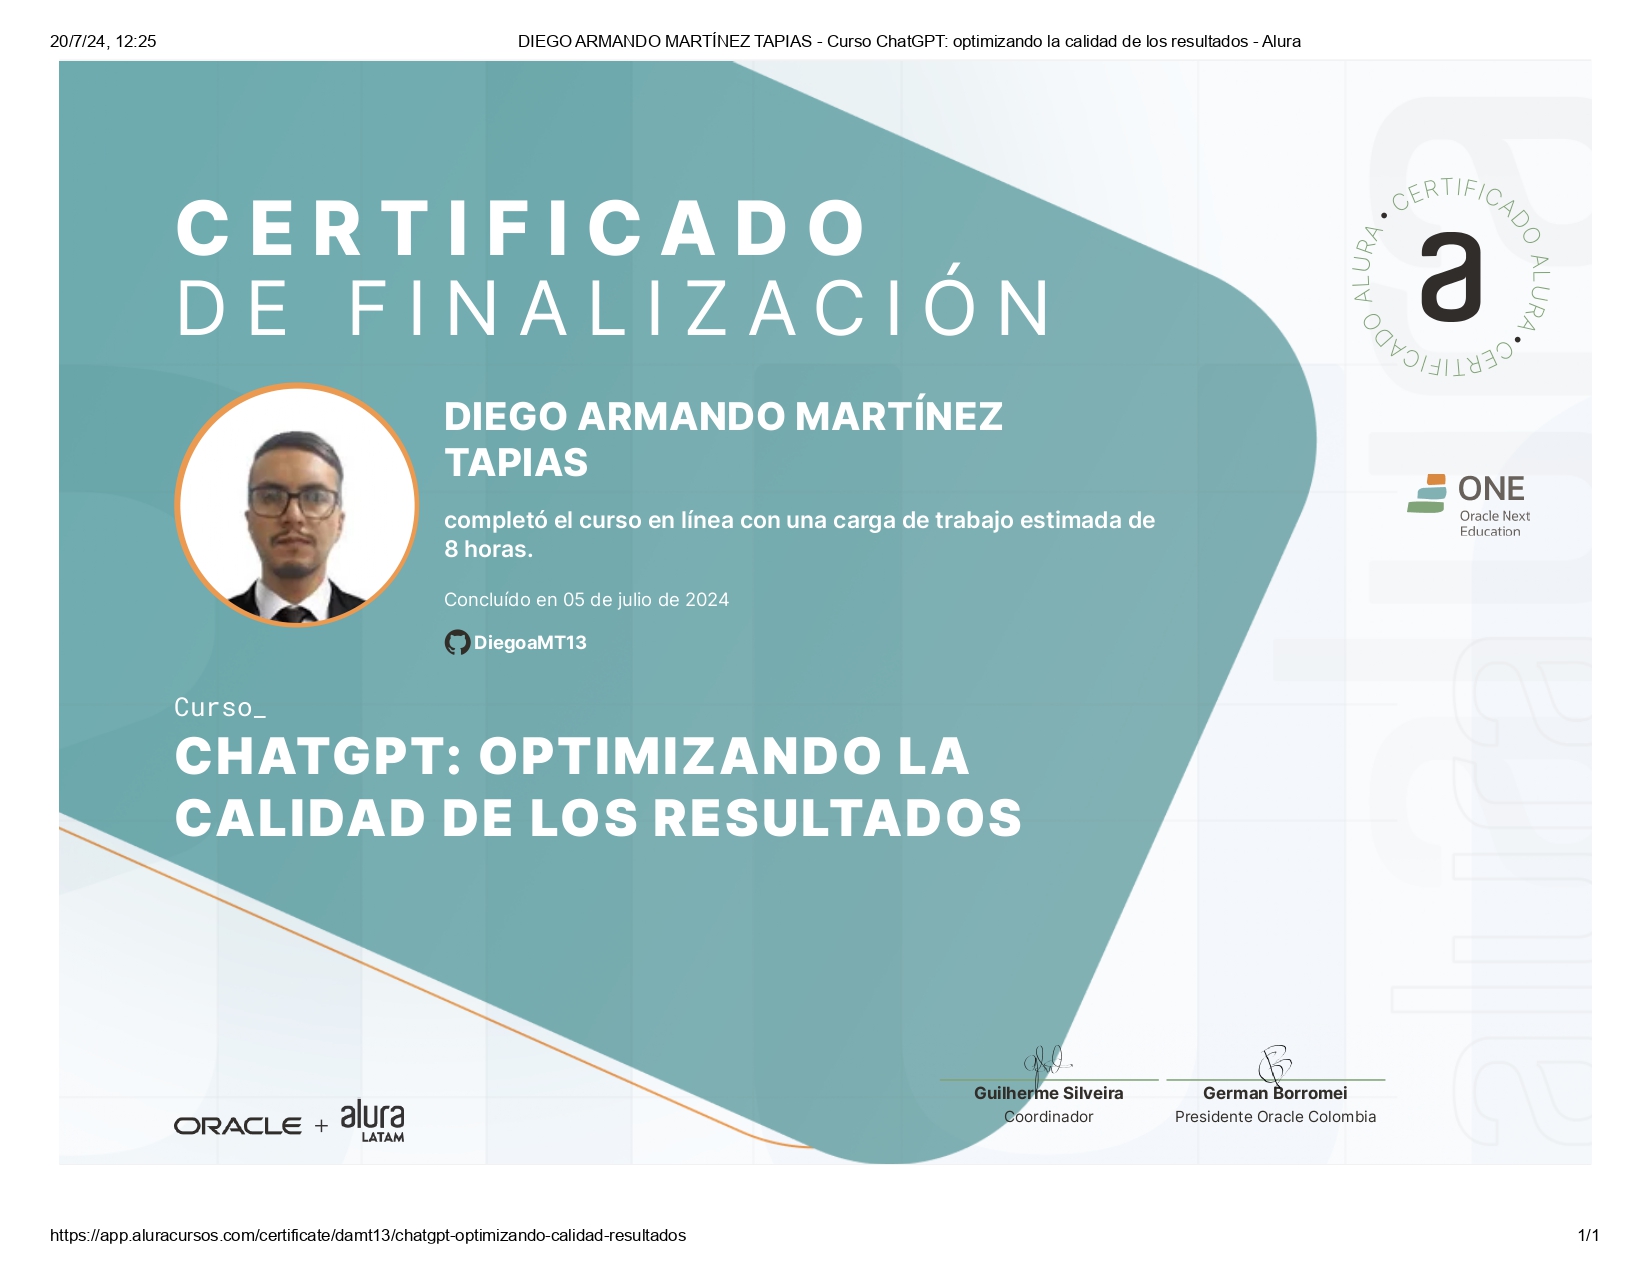 20/7/24, 12:25
DIEGO ARMANDO MARTÍNEZ TAPIAS - Curso ChatGPT: optimizando la calidad de los resultados - Alura
CERTIFICADO
DE FINALIZACIÓN
CERTIFICADO ALURA • CERTIFICADO ALURA •
a
DIEGO ARMANDO MARTÍNEZ
TAPIAS
completó el curso en línea con una carga de trabajo estimada de
8 horas.
Concluído en 05 de julio de 2024
DiegoaMT13
ONE
Oracle Next
Education
Curso_
CHATGPT: OPTIMIZANDO LA
CALIDAD DE LOS RESULTADOS
Guilherme Silveira
Coordinador
German Borromei
Presidente Oracle Colombia
ORACLE + alura
LATAM
alura
alura
https://app.aluracursos.com/certificate/damt13/chatgpt-optimizando-calidad-resultados
1/1